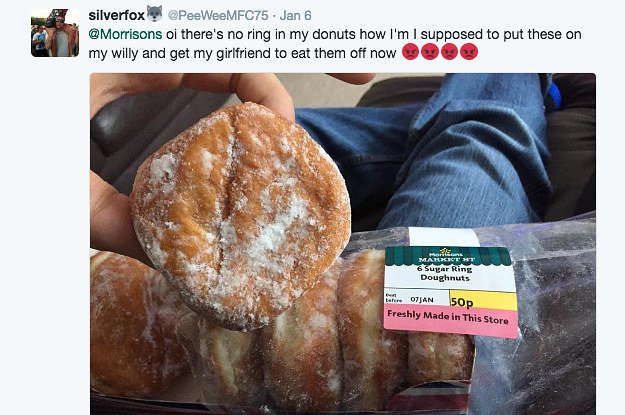 silverfox @PeeWeeMFC75 · Jan 6
@Morrisons oi there's no ring in my donuts how I'm I supposed to put these on
my willy and get my girlfriend to eat them off now 😡😡😡😡
Morrisons
MARKET ST
6 Sugar Ring
Doughnuts
Best
before 07JAN 50p
Freshly Made in This Store